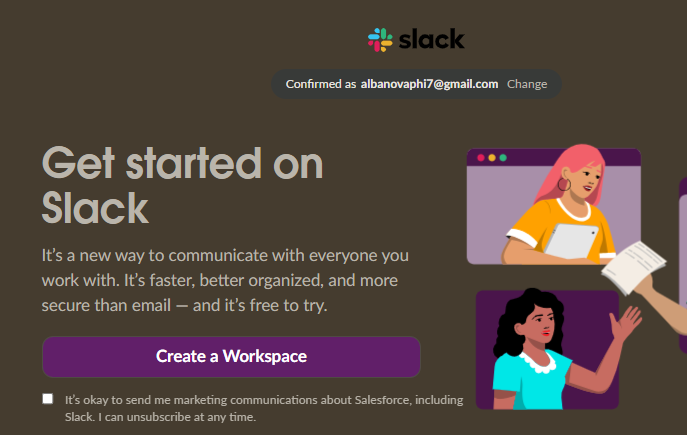 slack
Confirmed as albanovaphi7@gmail.com Change
Get started on
Slack
It's a new way to communicate with everyone you
work with. It's faster, better organized, and more
secure than email — and it's free to try.
Create a Workspace
It's okay to send me marketing communications about Salesforce, including
Slack. I can unsubscribe at any time.